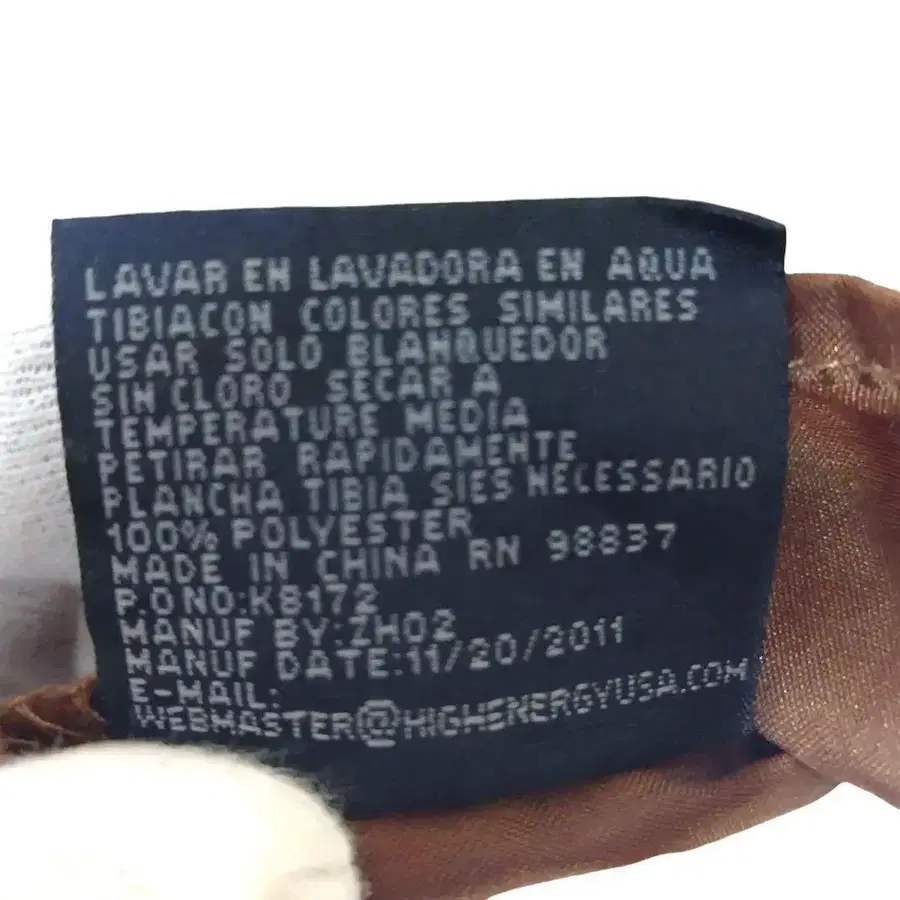 LAVAR EN LAVADORA EN AQUA
TIBIACON COLORES SIMILARES
USAR SOLO BLANQUEDOR
SIN CLORO SECAR A
TEMPERATURE MEDIA
PETIRAR RAPIDAMENTE
PLANCHA TIBIA SIES NECESSARIO
100% POLYESTER
MADE IN CHINA RN 98837
P.O NO:K8172
MANUF BY:ZH02
MANUF DATE:11/20/2011
E-MAIL:
WEBMASTER@HIGHENERGYUSA.COM